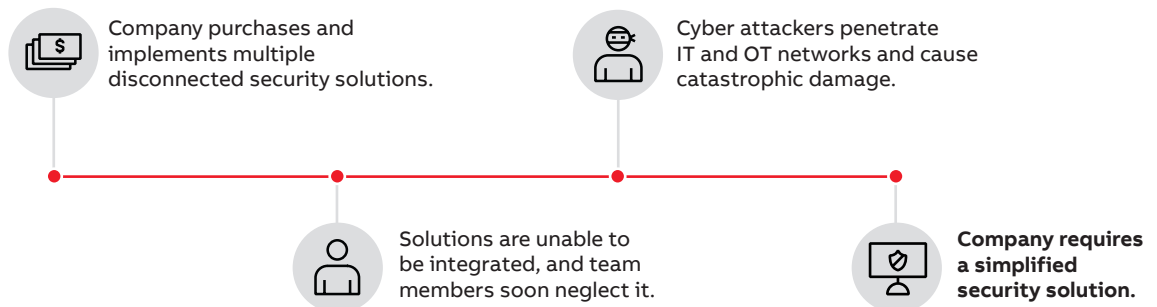 $
Company purchases and
implements multiple
disconnected security solutions.
Solutions are unable to
be integrated, and team
members soon neglect it.
Cyber attackers penetrate
IT and OT networks and cause
catastrophic damage.
Company requires
a simplified
security solution.